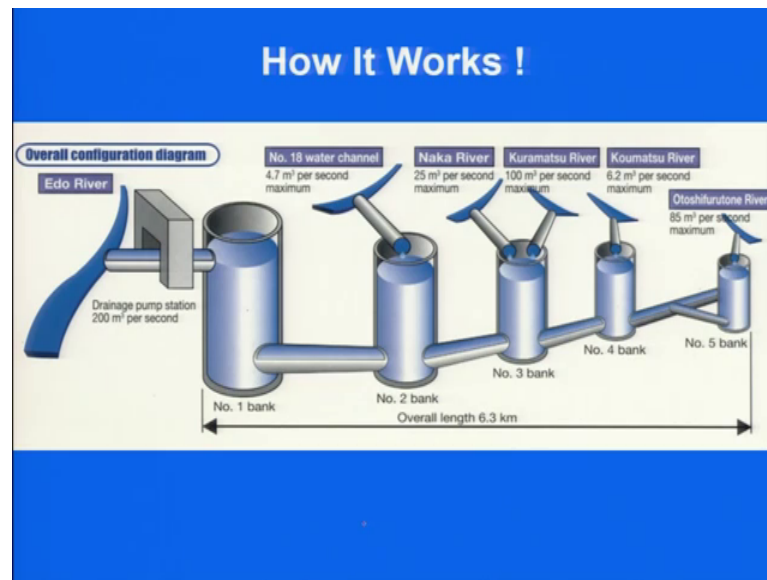 How It Works !
Overall configuration diagram
Edo River
Drainage pump station
200 m³ per second
No. 18 water channel
4.7 m³ per second
maximum
Naka River
25 m³ per second
maximum
Kuramatsu River
100 m³ per second
maximum
Koumatsu River
6.2 m³ per second
maximum
Otoshifurutone River
85 m³ per second
maximum
No. 1 bank
No. 2 bank
No. 3 bank
No. 4 bank
No. 5 bank
Overall length 6.3 km